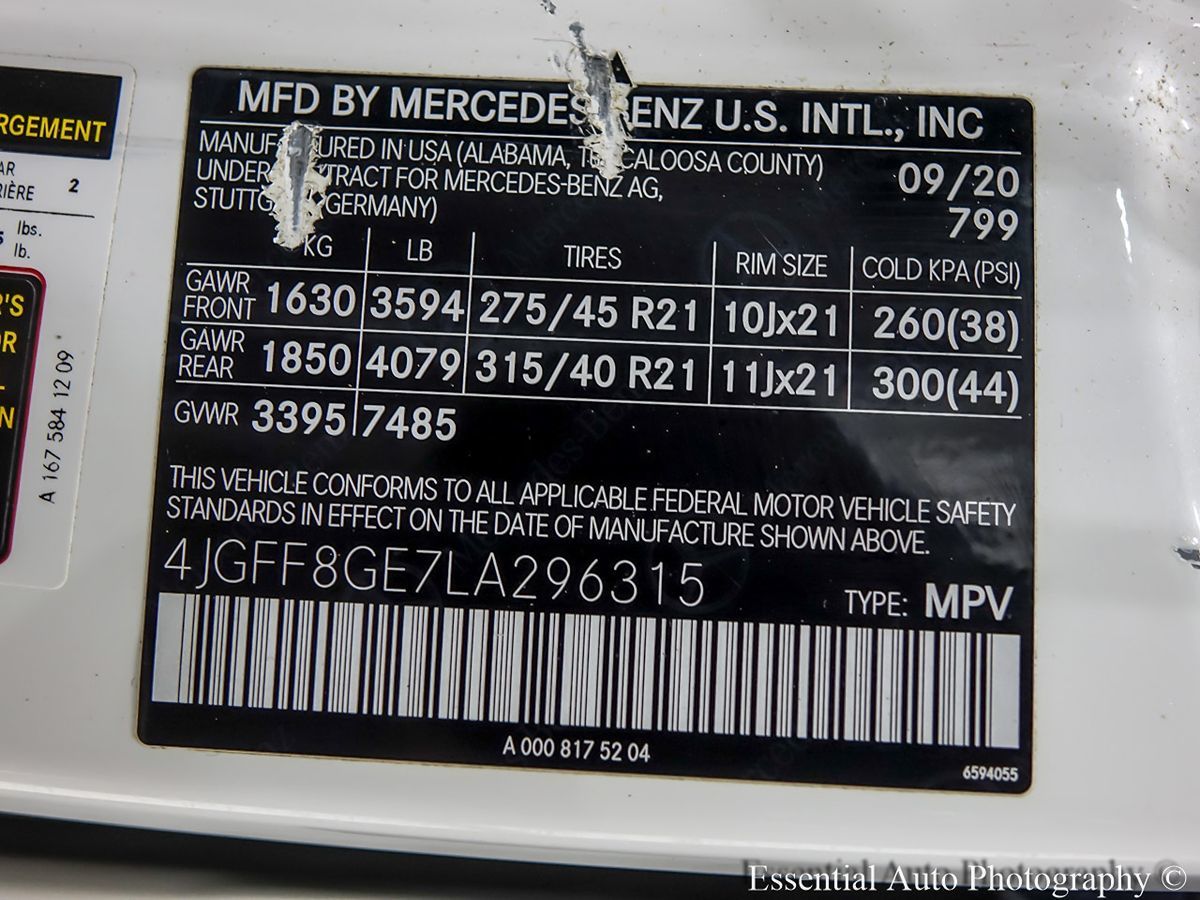 RGEMENT
2
lbs.
lb.
A 167 584 12 09
MFD BY MERCEDES-BENZ U.S. INTL., INC
MANUF URED IN USA (ALABAMA, TU CALOOSA COUNTY)
UNDER TRACT FOR MERCEDES-BENZ AG,
STUTTG (GERMANY)
09/20
799
KG LB TIRES RIM SIZE COLD KPA (PSI)
GAWR FRONT 1630 3594 275/45 R21 10Jx21 260(38)
GAWR REAR 1850 4079 315/40 R21 11Jx21 300(44)
GVWR 3395 7485
THIS VEHICLE CONFORMS TO ALL APPLICABLE FEDERAL MOTOR VEHICLE SAFETY
STANDARDS IN EFFECT ON THE DATE OF MANUFACTURE SHOWN ABOVE.
4JGFF8GE7LA296315
TYPE: MPV
A 000 817 52 04
6594055
Essential Auto Photography ©